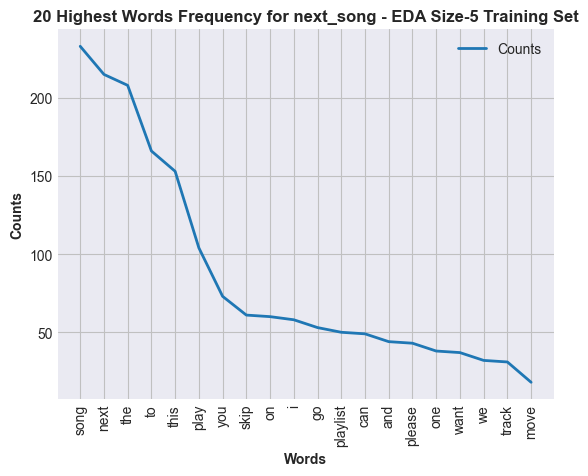 20 Highest Words Frequency for next_song - EDA Size-5 Training Set
Counts
200
150
100
50
Counts
song
next
the
to
this
play
you
skip
on
i
go
playlist
can
and
please
one
want
we
track
move
Words